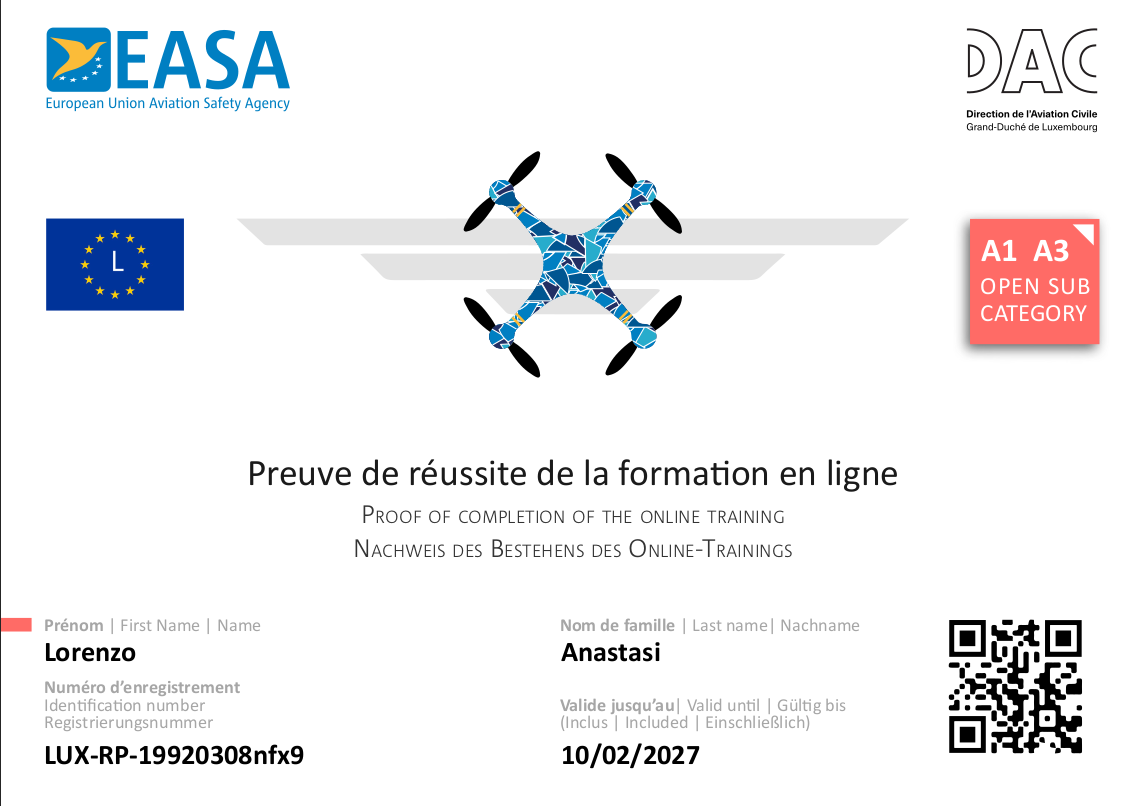 EASA
European Union Aviation Safety Agency
DAC
Direction de l'Aviation Civile
Grand-Duché de Luxembourg
L
A1 A3
OPEN SUB
CATEGORY
Preuve de réussite de la formation en ligne
PROOF OF COMPLETION OF THE ONLINE TRAINING
NACHWEIS DES BESTEHENS DES ONLINE-TRAININGS
Prénom | First Name | Name
Lorenzo
Nom de famille | Last name| Nachname
Anastasi
Numéro d'enregistrement
Identification number
Registrierungsnummer
LUX-RP-19920308nfx9
Valide jusqu'au| Valid until | Gültig bis
(Inclus | Included | Einschließlich)
10/02/2027